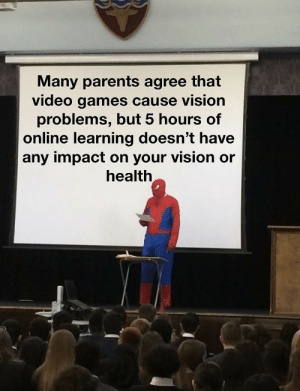 Many parents agree that
video games cause vision
problems, but 5 hours of
online learning doesn't have
any impact on your vision or
health